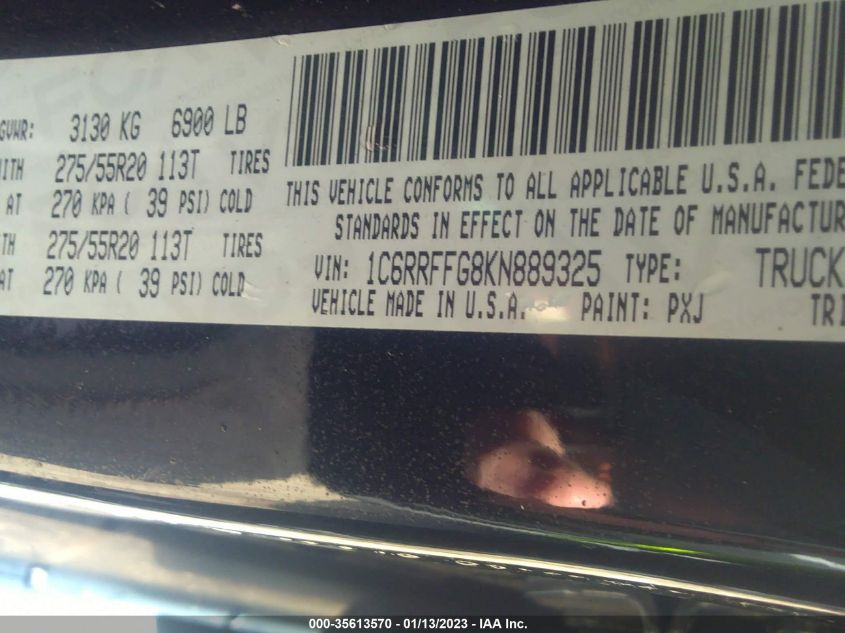 GVWR: 3130 KG 6900 LB
WITH 275/55R20 113T TIRES
AT 270 KPA ( 39 PSI) COLD
TH 275/55R20 113T TIRES
AT 270 KPA ( 39 PSI) COLD
THIS VEHICLE CONFORMS TO ALL APPLICABLE U.S.A. FEDE
STANDARDS IN EFFECT ON THE DATE OF MANUFACTUR
VIN: 1C6RRFFG8KN889325 TYPE: TRUCK
VEHICLE MADE IN U.S.A. PAINT: PXJ TRI
000-35613570 — 01/13/2023 — IAA Inc.